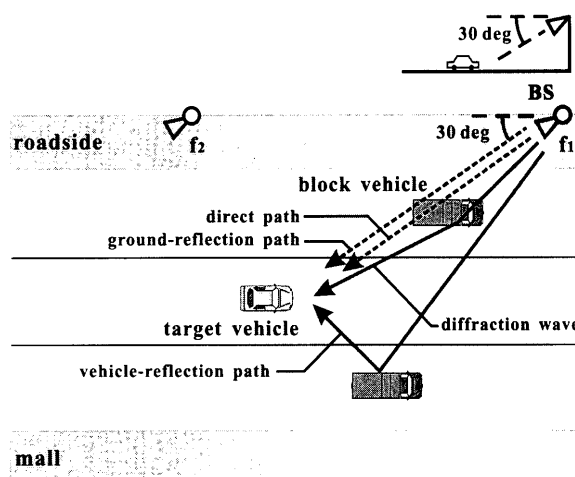 30 deg
BS
roadside
f2
30 deg
f1
block vehicle
direct path
ground-reflection path
target vehicle
diffraction wave
vehicle-reflection path
mall